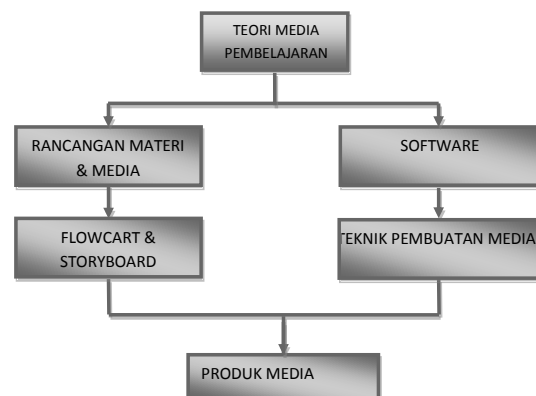 TEORI MEDIA
PEMBELAJARAN
RANCANGAN MATERI
& MEDIA
SOFTWARE
FLOWCART &
STORYBOARD
TEKNIK PEMBUATAN MEDIA
PRODUK MEDIA